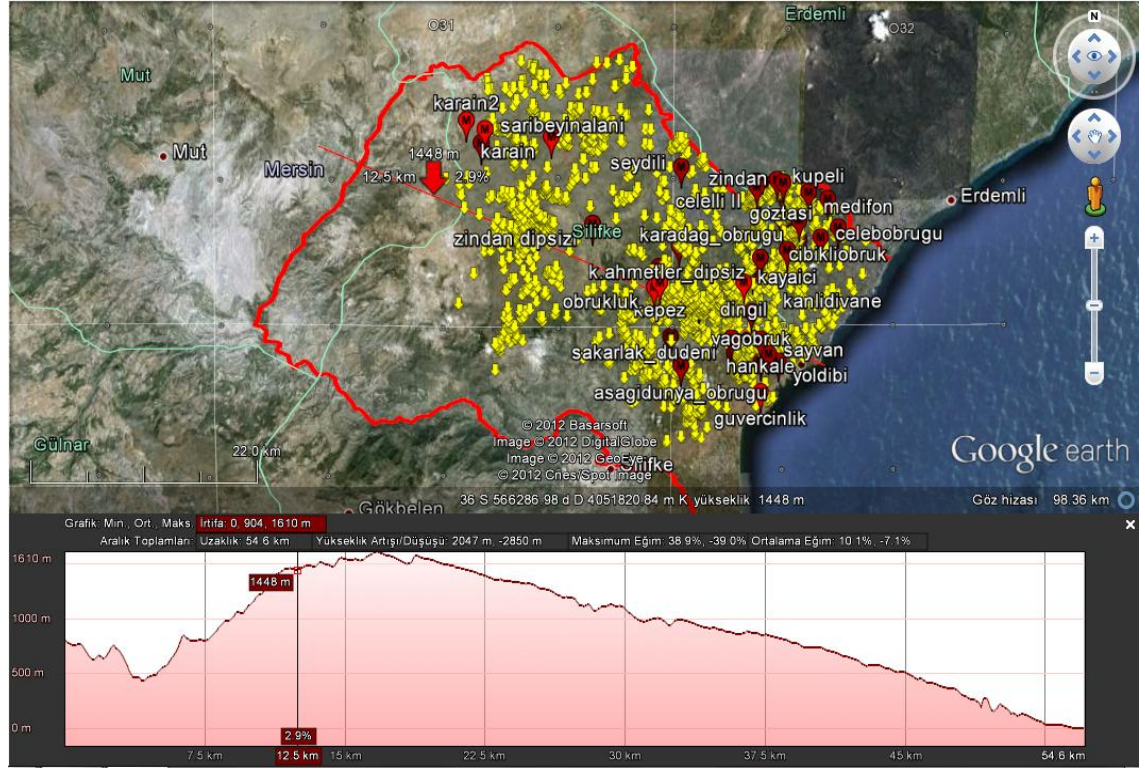 Erdemli
O31
O32
N
Mut
karain2
Mut
saribeyinalani
Mersin
karain
1448 m
seydili
12.5 km 2.9%
zindan
kupeli
celelli II
medifon
Erdemli
goztasi
zindan dipsizi
Silifke
karadag_obrugu
celebobrugu
cibikliobruk
k.ahmetler_dipsiz
kayaici
obrukluk
kepez
dingil
kanlidivane
yagobruk
sakarlak_dudeni
sayvan
hankale
yoldibi
asagidunya_obrugu
guvercinlik
© 2012 Basarsoft
Image © 2012 DigitalGlobe
Image © 2012 GeoEye
© 2012 Cnes/Spot Image
Gülnar
22.0 km
Silifke
Google earth
Gökbelen
36 S 566286.98 d D 4051820.84 m K yükseklik 1448 m
Göz hizası 98.36 km
Grafik: Min., Ort., Maks. İrtifa: 0, 904, 1610 m
Aralık Toplamları: Uzaklık: 54.6 km Yükseklik Artışı/Düşüşü: 2047 m, -2850 m Maksimum Eğim: 38.9%, -39.0% Ortalama Eğim: 10.1%, -7.1%
1610 m
1448 m
1000 m
500 m
0 m
2.9%
7.5 km 12.5 km 15 km 22.5 km 30 km 37.5 km 45 km 54.6 km